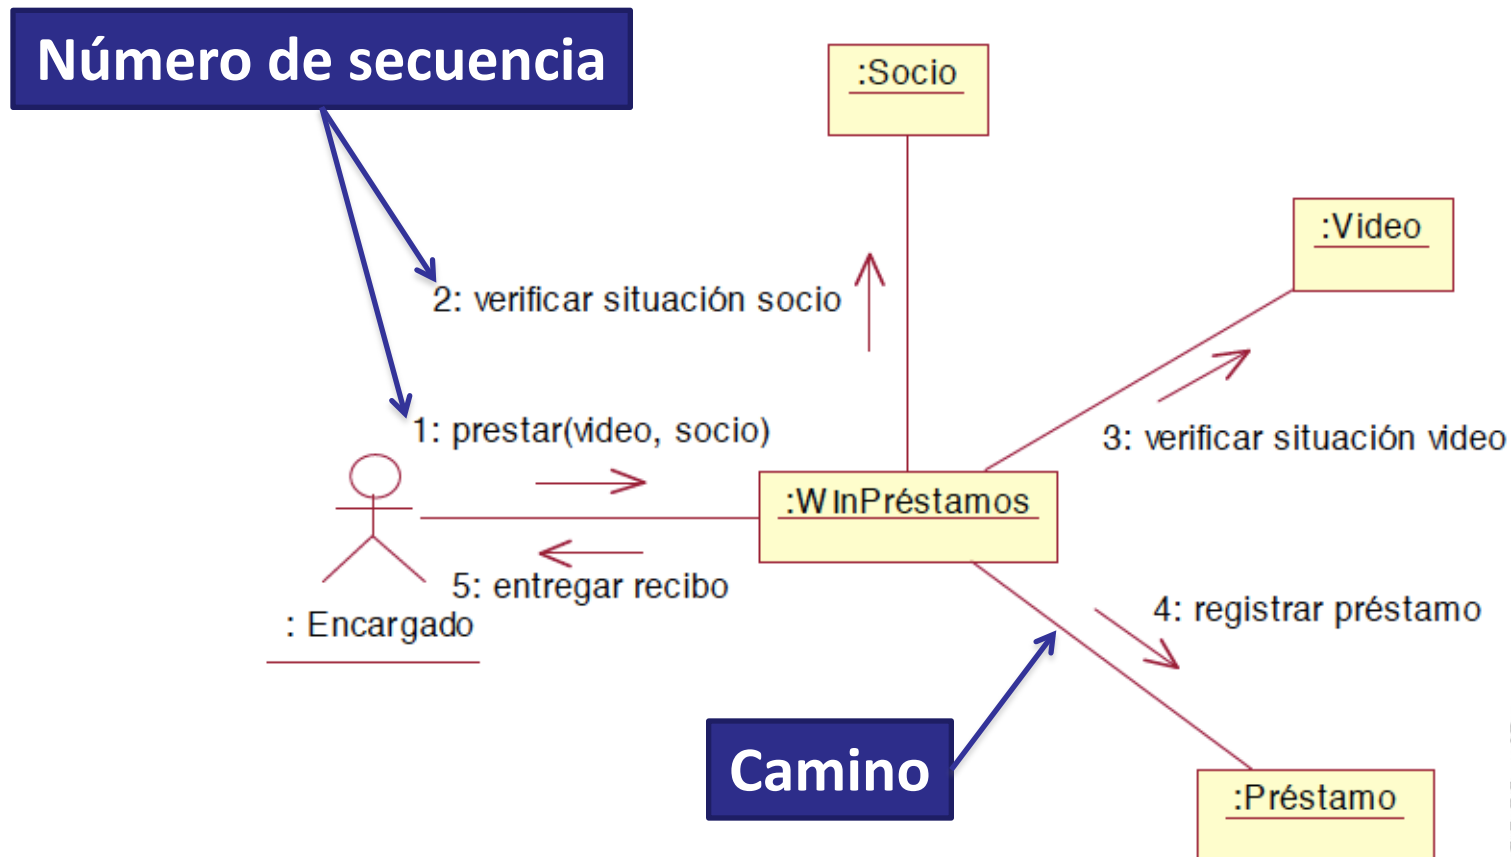 Número de secuencia
:Socio
:Video
2: verificar situación socio
1: prestar(video, socio)
3: verificar situación video
:WInPréstamos
5: entregar recibo
: Encargado
4: registrar préstamo
Camino
:Préstamo